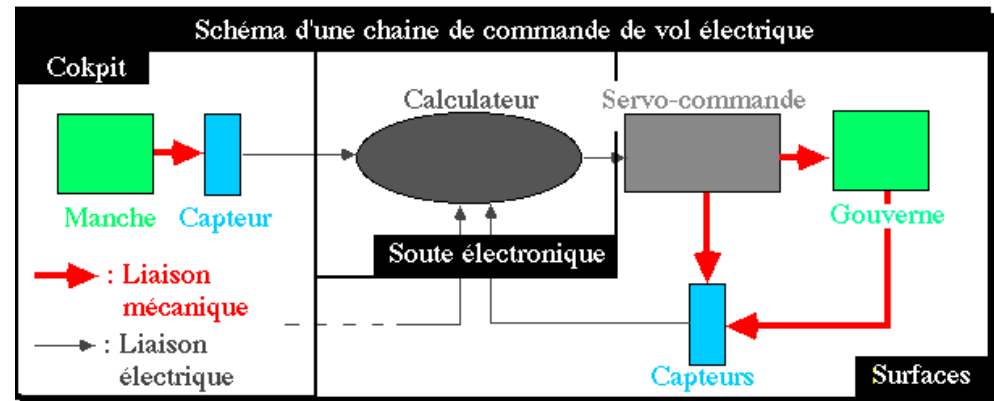 Schéma d'une chaine de commande de vol électrique
Cokpit
Calculateur
Servo-commande
Manche
Capteur
Gouverne
Soute électronique
: Liaison
mécanique
: Liaison
électrique
Capteurs
Surfaces